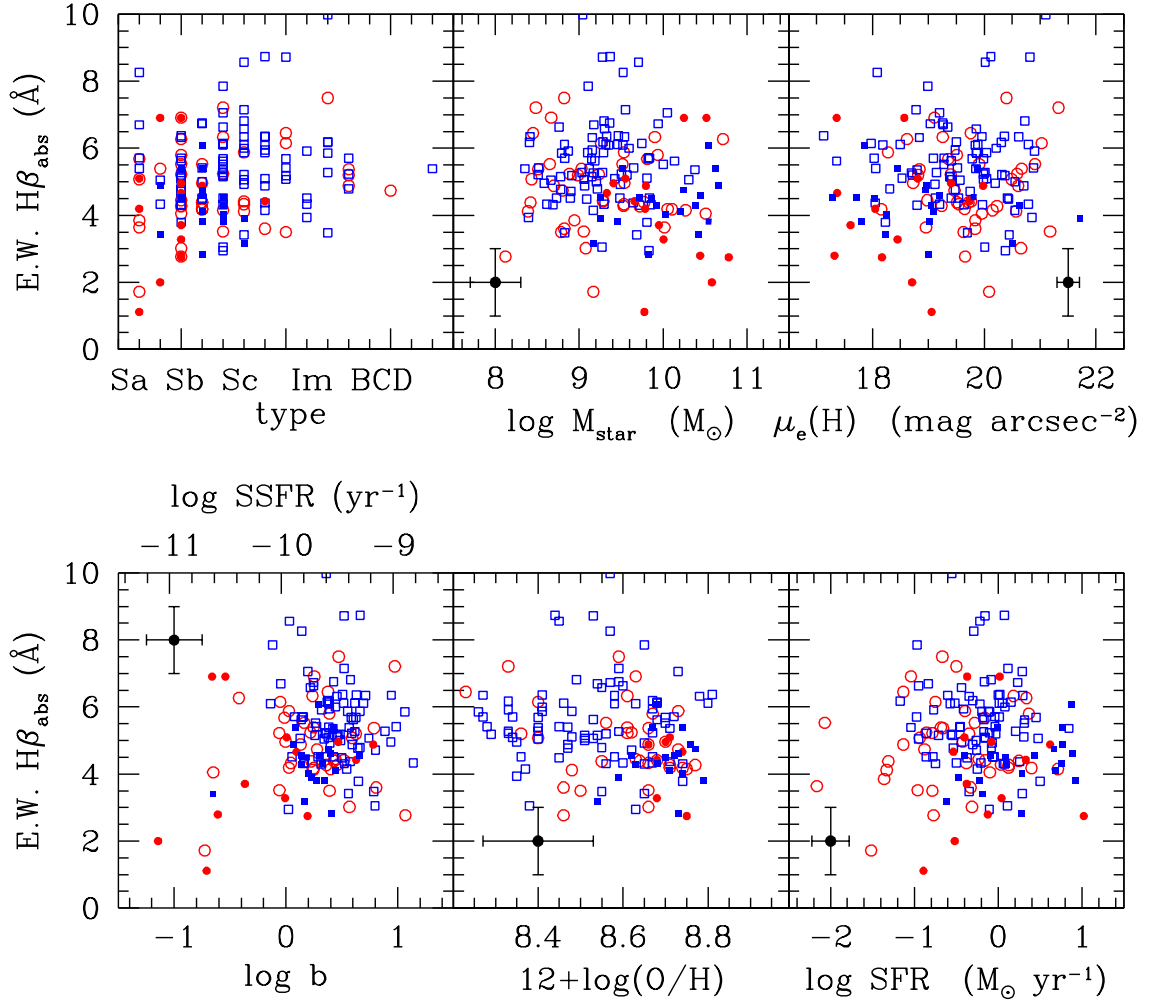 10
8
6
4
2
0
E.W. Hβabs (Å)
Sa Sb Sc Im BCD
type
8 9 10 11
log Mstar (M⊙)
18 20 22
μe(H) (mag arcsec−2)
log SSFR (yr−1)
−11 −10 −9
10
8
6
4
2
0
E.W. Hβabs (Å)
−1 0 1
log b
8.4 8.6 8.8
12+log(O/H)
−2 −1 0 1
log SFR (M⊙ yr−1)